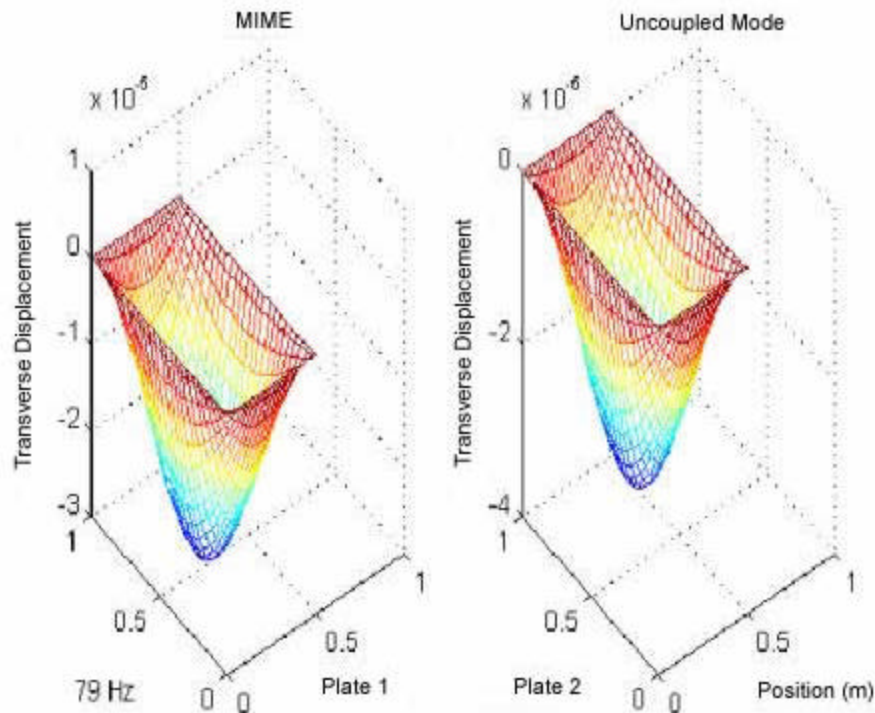 MIME
Uncoupled Mode
x 10⁻⁶
x 10⁻⁶
Transverse Displacement
1
0
-1
-2
-3
1
0.5
0
0
0.5
1
79 Hz
Plate 1
Transverse Displacement
0
-2
-4
1
0.5
0
0
0.5
1
Plate 2
Position (m)